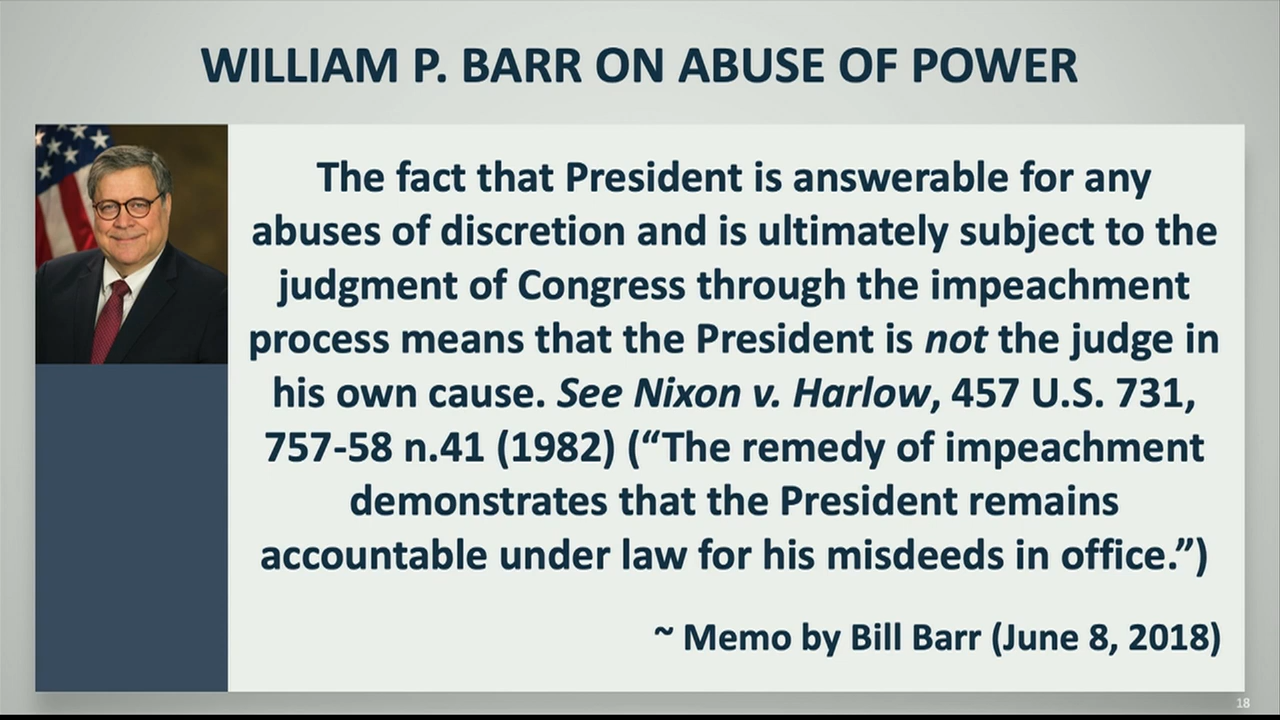 WILLIAM P. BARR ON ABUSE OF POWER
The fact that President is answerable for any
abuses of discretion and is ultimately subject to the
judgment of Congress through the impeachment
process means that the President is not the judge in
his own cause. See Nixon v. Harlow, 457 U.S. 731,
757-58 n.41 (1982) (“The remedy of impeachment
demonstrates that the President remains
accountable under law for his misdeeds in office.”)
~ Memo by Bill Barr (June 8, 2018)
18